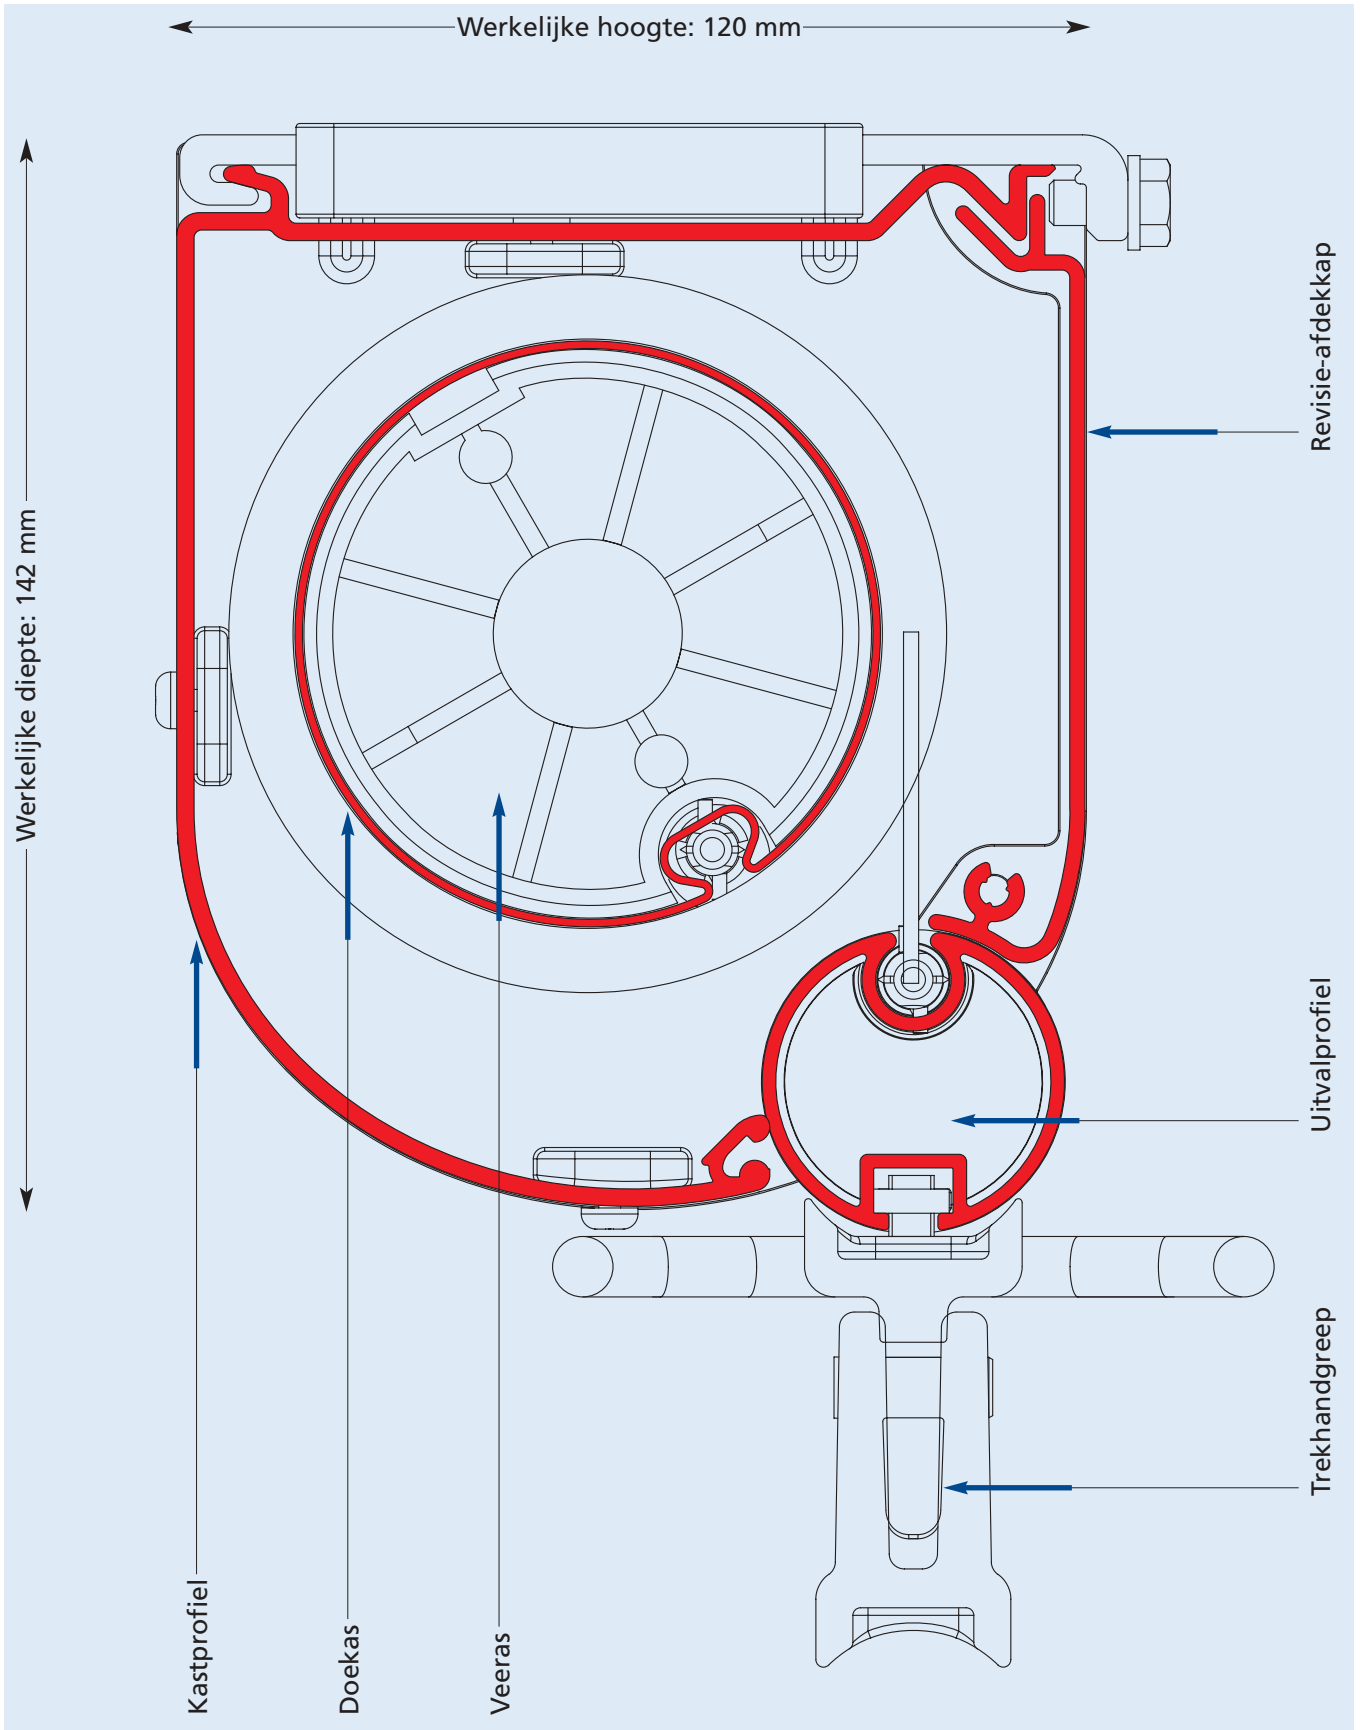 Werkelijke hoogte: 120 mm
Werkelijke diepte: 142 mm
Revisie-afdekkap
Uitvalprofiel
Trekhandgreep
Kastprofiel
Doekas
Veeras